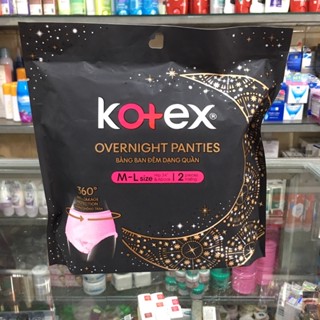 kotex®
OVERNIGHT PANTIES
BĂNG BAN ĐÊM DẠNG QUẦN
M-L size 2
360°